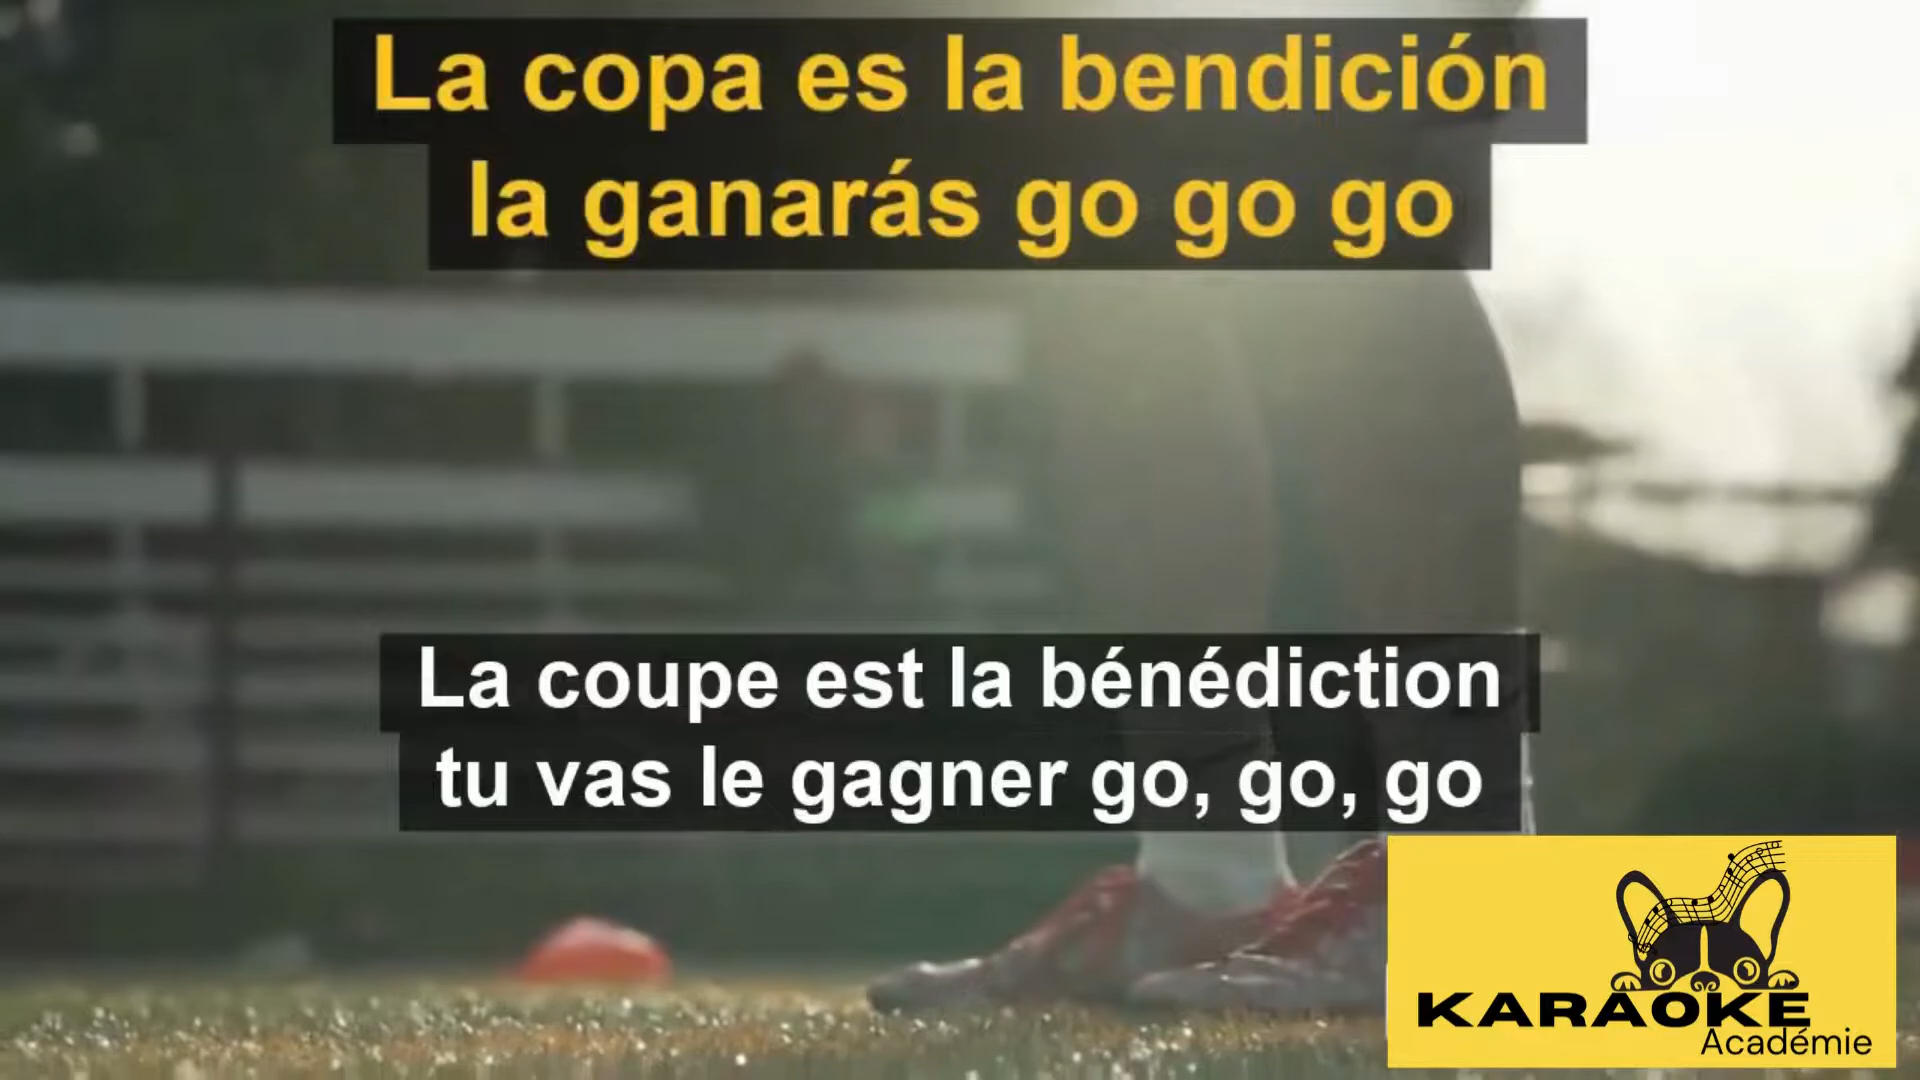 La copa es la bendición
la ganarás go go go
La coupe est la bénédiction
tu vas le gagner go, go, go
KARAOKE
Académie